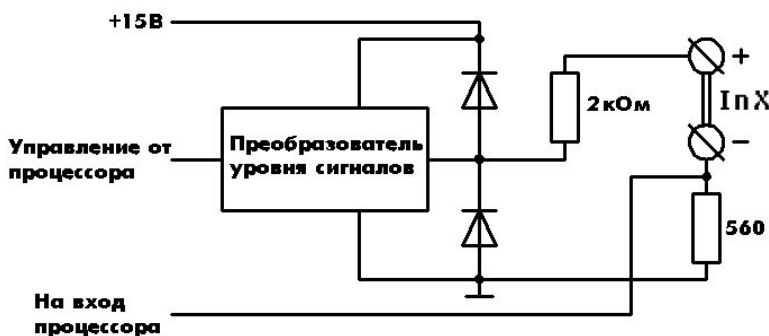 +15В
+
2кОм
InX
Преобразователь
уровня сигналов
Управление от
процессора
−
560
На вход
процессора